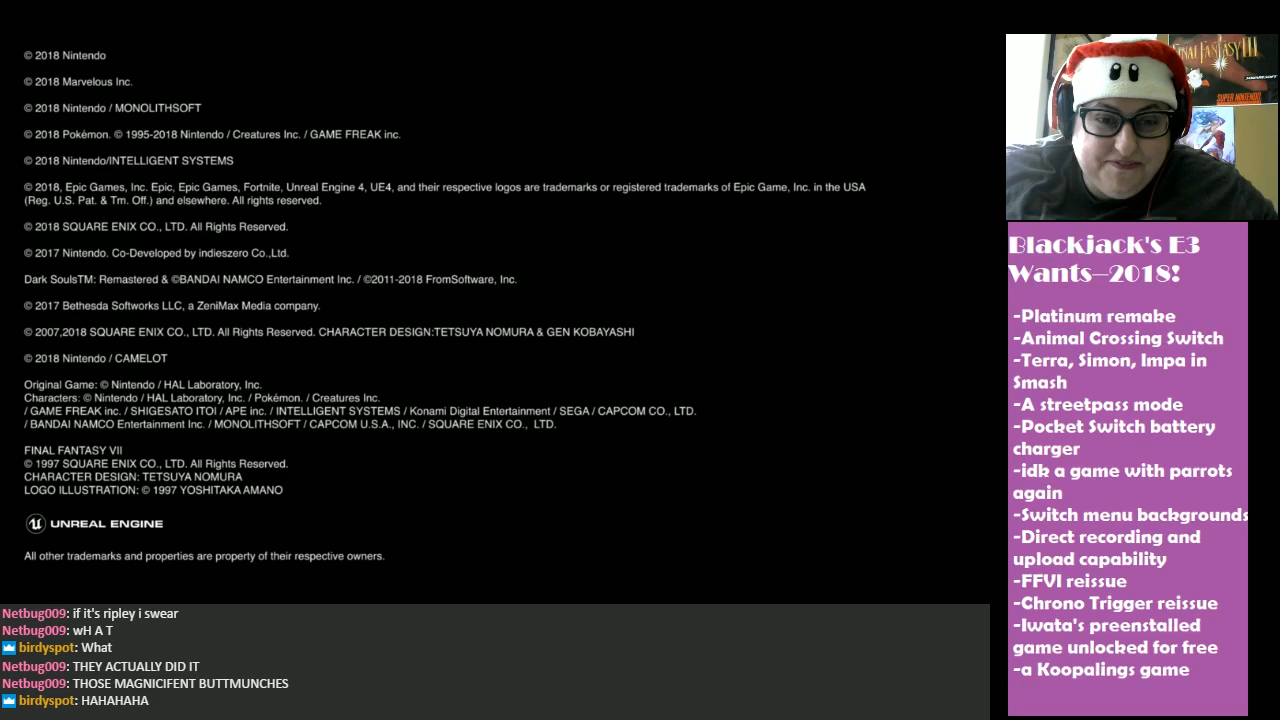 © 2018 Nintendo
© 2018 Marvelous Inc.
© 2018 Nintendo / MONOLITHSOFT
© 2018 Pokémon. © 1995-2018 Nintendo / Creatures Inc. / GAME FREAK inc.
© 2018 Nintendo/INTELLIGENT SYSTEMS
© 2018, Epic Games, Inc. Epic, Epic Games, Fortnite, Unreal Engine 4, UE4, and their respective logos are trademarks or registered trademarks of Epic Game, Inc. in the USA
(Reg. U.S. Pat. & Tm. Off.) and elsewhere. All rights reserved.
© 2018 SQUARE ENIX CO., LTD. All Rights Reserved.
© 2017 Nintendo. Co-Developed by indieszero Co.,Ltd.
Dark SoulsTM: Remastered & ©BANDAI NAMCO Entertainment Inc. / ©2011-2018 FromSoftware, Inc.
© 2017 Bethesda Softworks LLC, a ZeniMax Media company.
© 2007,2018 SQUARE ENIX CO., LTD. All Rights Reserved. CHARACTER DESIGN:TETSUYA NOMURA & GEN KOBAYASHI
© 2018 Nintendo / CAMELOT
Original Game: © Nintendo / HAL Laboratory, Inc.
Characters: © Nintendo / HAL Laboratory, Inc. / Pokémon. / Creatures Inc.
/ GAME FREAK inc. / SHIGESATO ITOI / APE inc. / INTELLIGENT SYSTEMS / Konami Digital Entertainment / SEGA / CAPCOM CO., LTD.
/ BANDAI NAMCO Entertainment Inc. / MONOLITHSOFT / CAPCOM U.S.A., INC. / SQUARE ENIX CO., LTD.
FINAL FANTASY VII
© 1997 SQUARE ENIX CO., LTD. All Rights Reserved.
CHARACTER DESIGN: TETSUYA NOMURA
LOGO ILLUSTRATION: © 1997 YOSHITAKA AMANO
UNREAL ENGINE
All other trademarks and properties are property of their respective owners.
Netbug009: if it's ripley i swear
Netbug009: wH A T
birdyspot: What
Netbug009: THEY ACTUALLY DID IT
Netbug009: THOSE MAGNICIFENT BUTTMUNCHES
birdyspot: HAHAHAHA
FINAL FANTASY III
SUPER NINTENDO
Blackjack's E3
Wants--2018!
-Platinum remake
-Animal Crossing Switch
-Terra, Simon, Impa in
Smash
-A streetpass mode
-Pocket Switch battery
charger
-idk a game with parrots
again
-Switch menu backgrounds
-Direct recording and
upload capability
-FFVI reissue
-Chrono Trigger reissue
-Iwata's preenstalled
game unlocked for free
-a Koopalings game